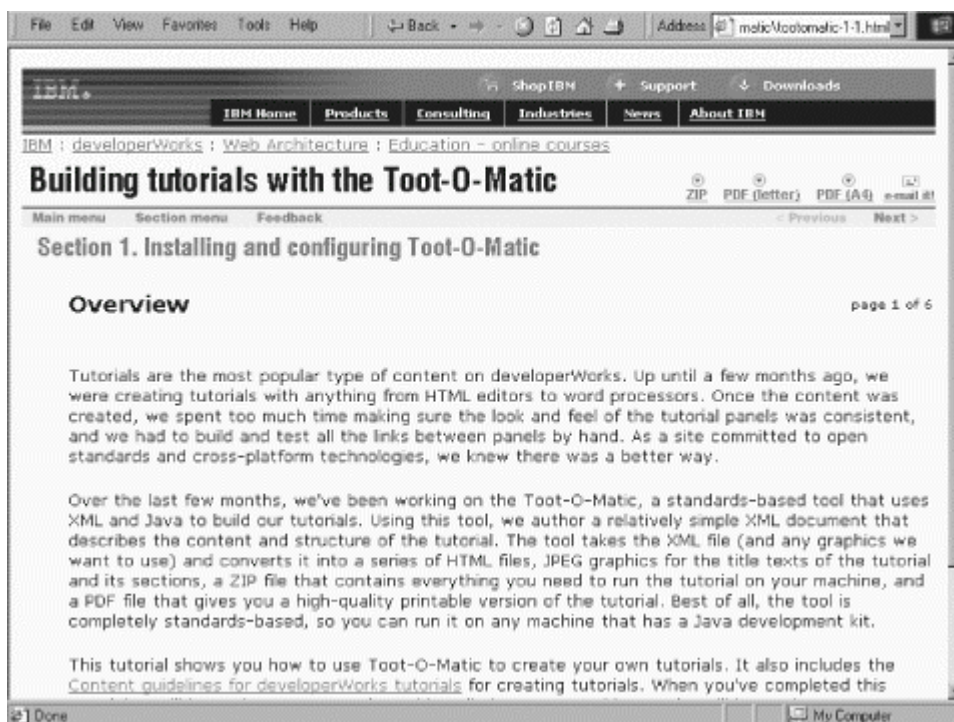 File Edit View Favorites Tools Help Back Address matic\tootomatic-1-1.html
IBM.
ShopIBM + Support Downloads
IBM Home Products Consulting Industries News About IBM
IBM : developerWorks : Web Architecture : Education - online courses
Building tutorials with the Toot-O-Matic
ZIP PDF (letter) PDF (A4) e-mail it!
Main menu Section menu Feedback < Previous Next >
Section 1. Installing and configuring Toot-O-Matic
Overview
page 1 of 6
Tutorials are the most popular type of content on developerWorks. Up until a few months ago, we
were creating tutorials with anything from HTML editors to word processors. Once the content was
created, we spent too much time making sure the look and feel of the tutorial panels was consistent,
and we had to build and test all the links between panels by hand. As a site committed to open
standards and cross-platform technologies, we knew there was a better way.
Over the last few months, we've been working on the Toot-O-Matic, a standards-based tool that uses
XML and Java to build our tutorials. Using this tool, we author a relatively simple XML document that
describes the content and structure of the tutorial. The tool takes the XML file (and any graphics we
want to use) and converts it into a series of HTML files, JPEG graphics for the title texts of the tutorial
and its sections, a ZIP file that contains everything you need to run the tutorial on your machine, and
a PDF file that gives you a high-quality printable version of the tutorial. Best of all, the tool is
completely standards-based, so you can run it on any machine that has a Java development kit.
This tutorial shows you how to use Toot-O-Matic to create your own tutorials. It also includes the
Content guidelines for developerWorks tutorials for creating tutorials. When you've completed this
Done My Computer